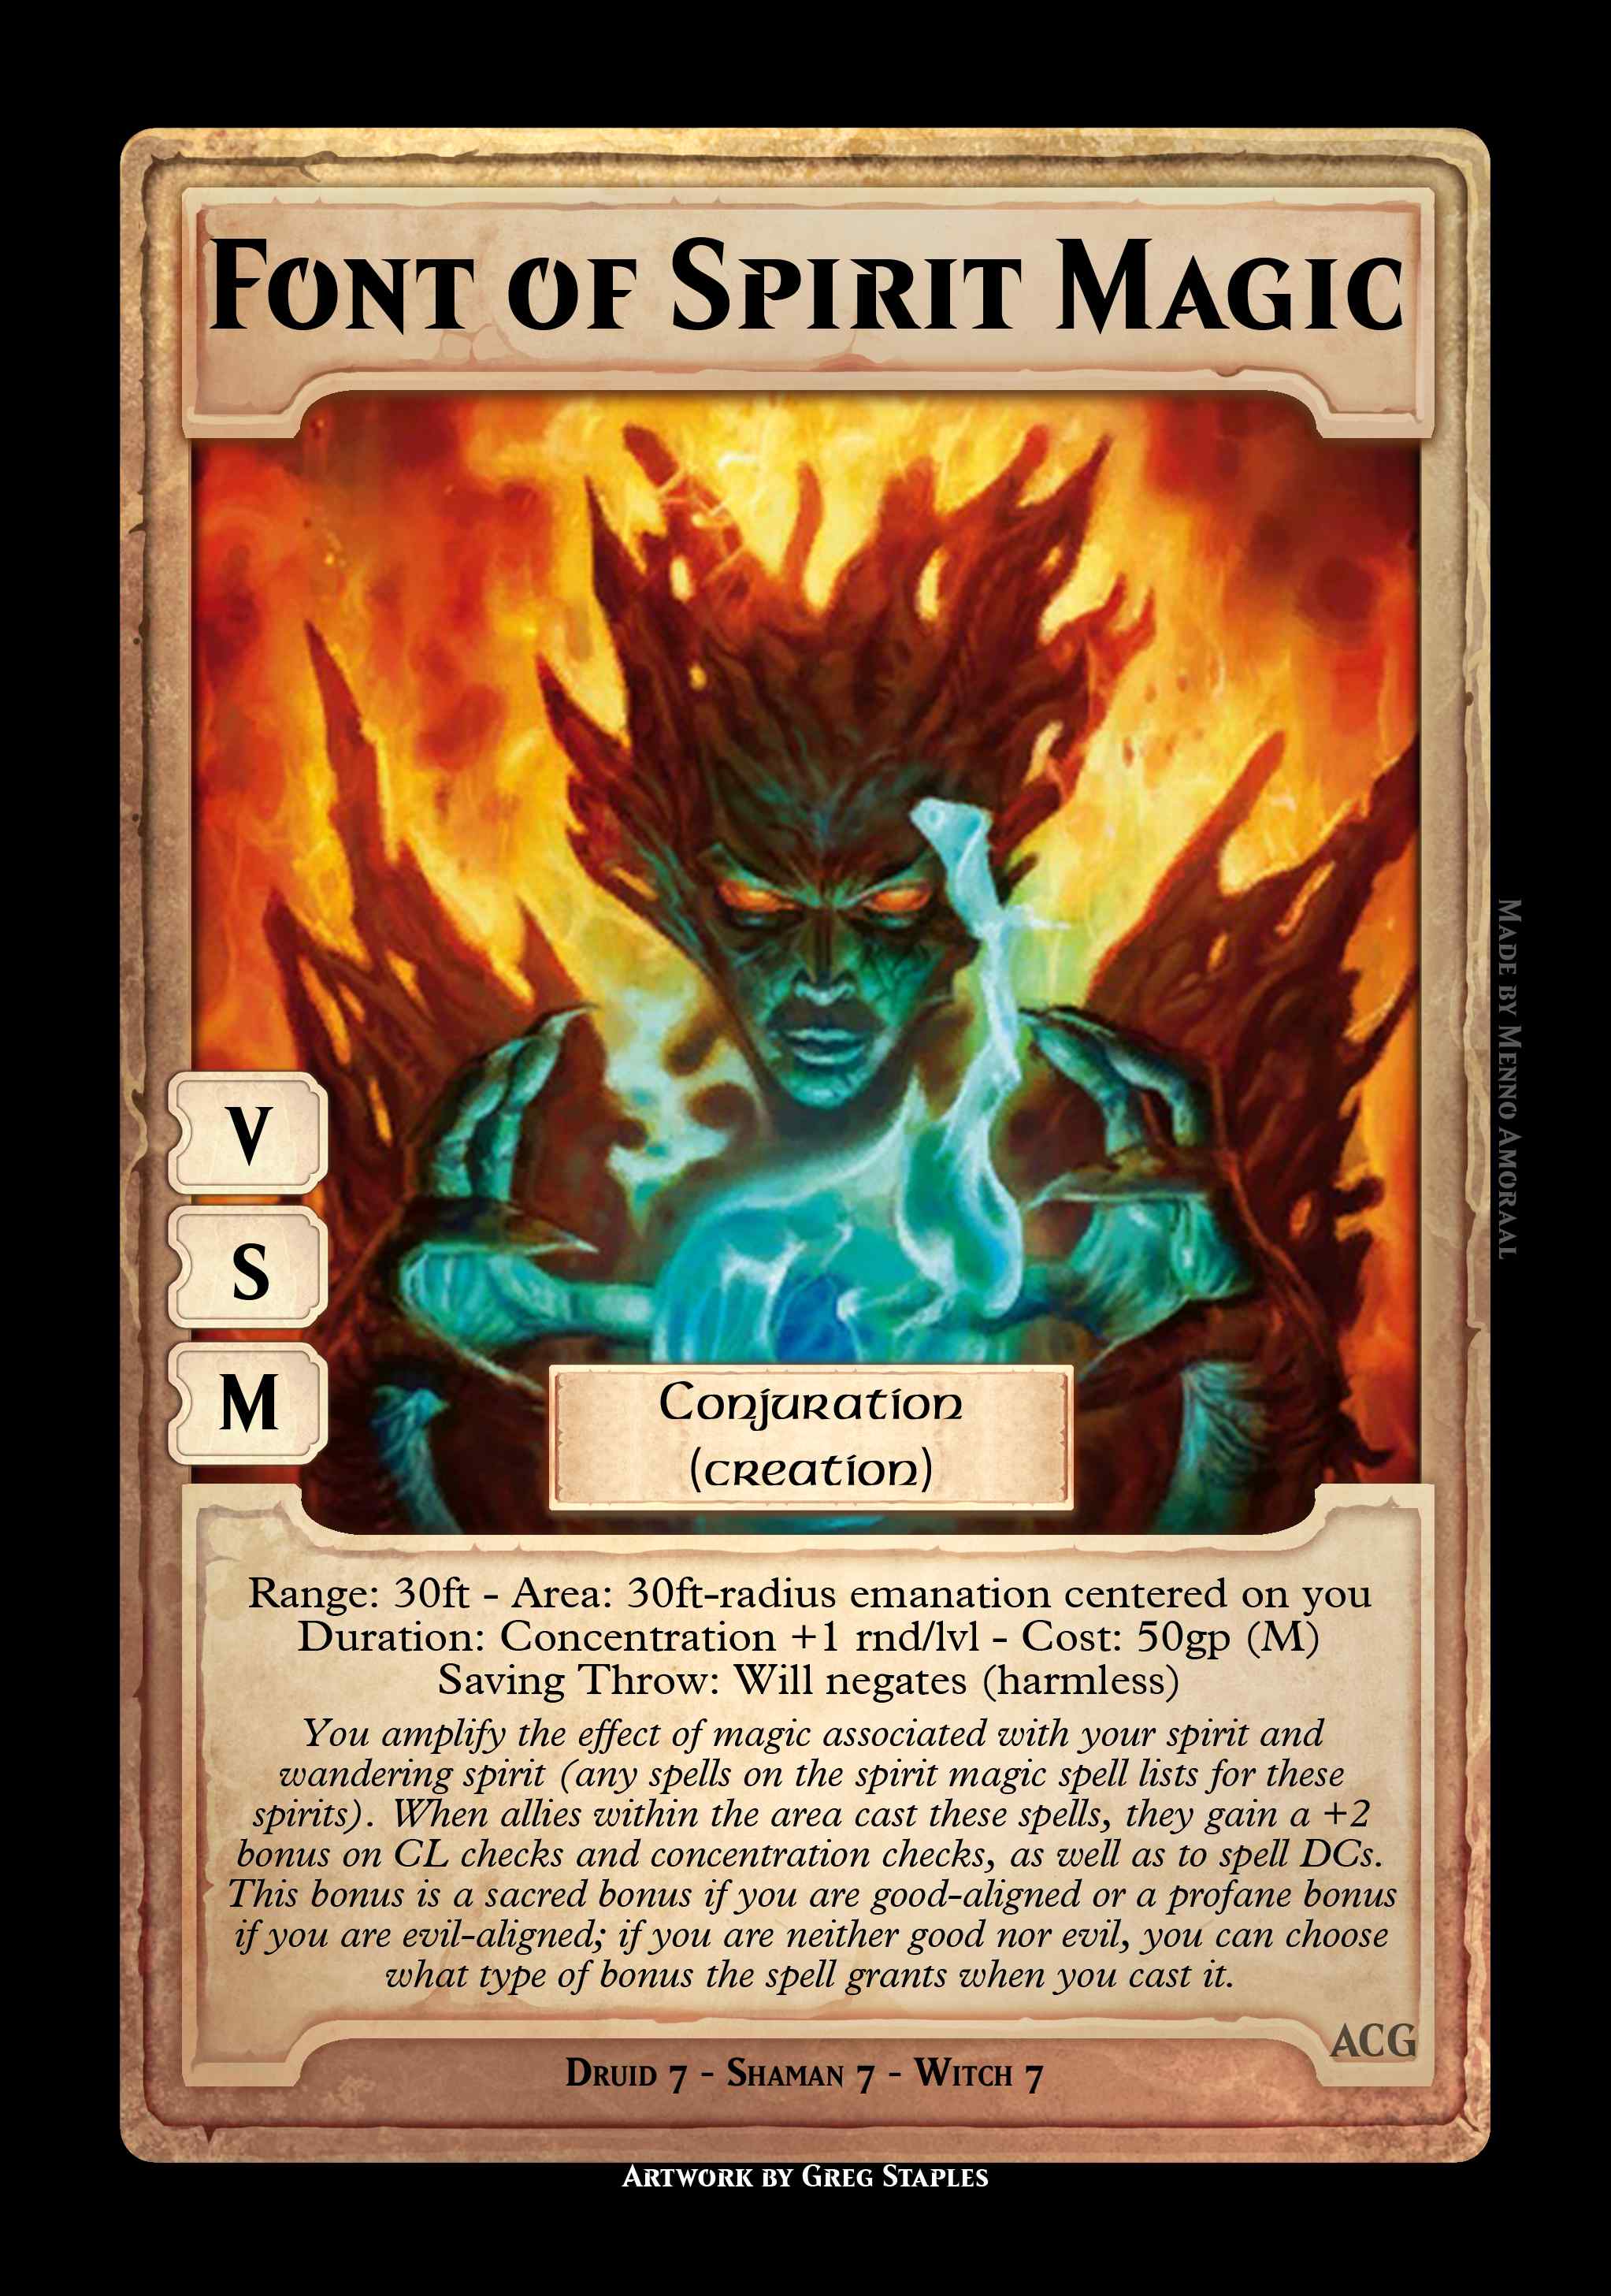 Font of Spirit Magic
V
S
M
Conjuration
(creation)
Range: 30ft - Area: 30ft-radius emanation centered on you
Duration: Concentration +1 rnd/lvl - Cost: 50gp (M)
Saving Throw: Will negates (harmless)
You amplify the effect of magic associated with your spirit and
wandering spirit (any spells on the spirit magic spell lists for these
spirits). When allies within the area cast these spells, they gain a +2
bonus on CL checks and concentration checks, as well as to spell DCs.
This bonus is a sacred bonus if you are good-aligned or a profane bonus
if you are evil-aligned; if you are neither good nor evil, you can choose
what type of bonus the spell grants when you cast it.
ACG
Druid 7 - Shaman 7 - Witch 7
Artwork by Greg Staples
Made by Menno Amoraal